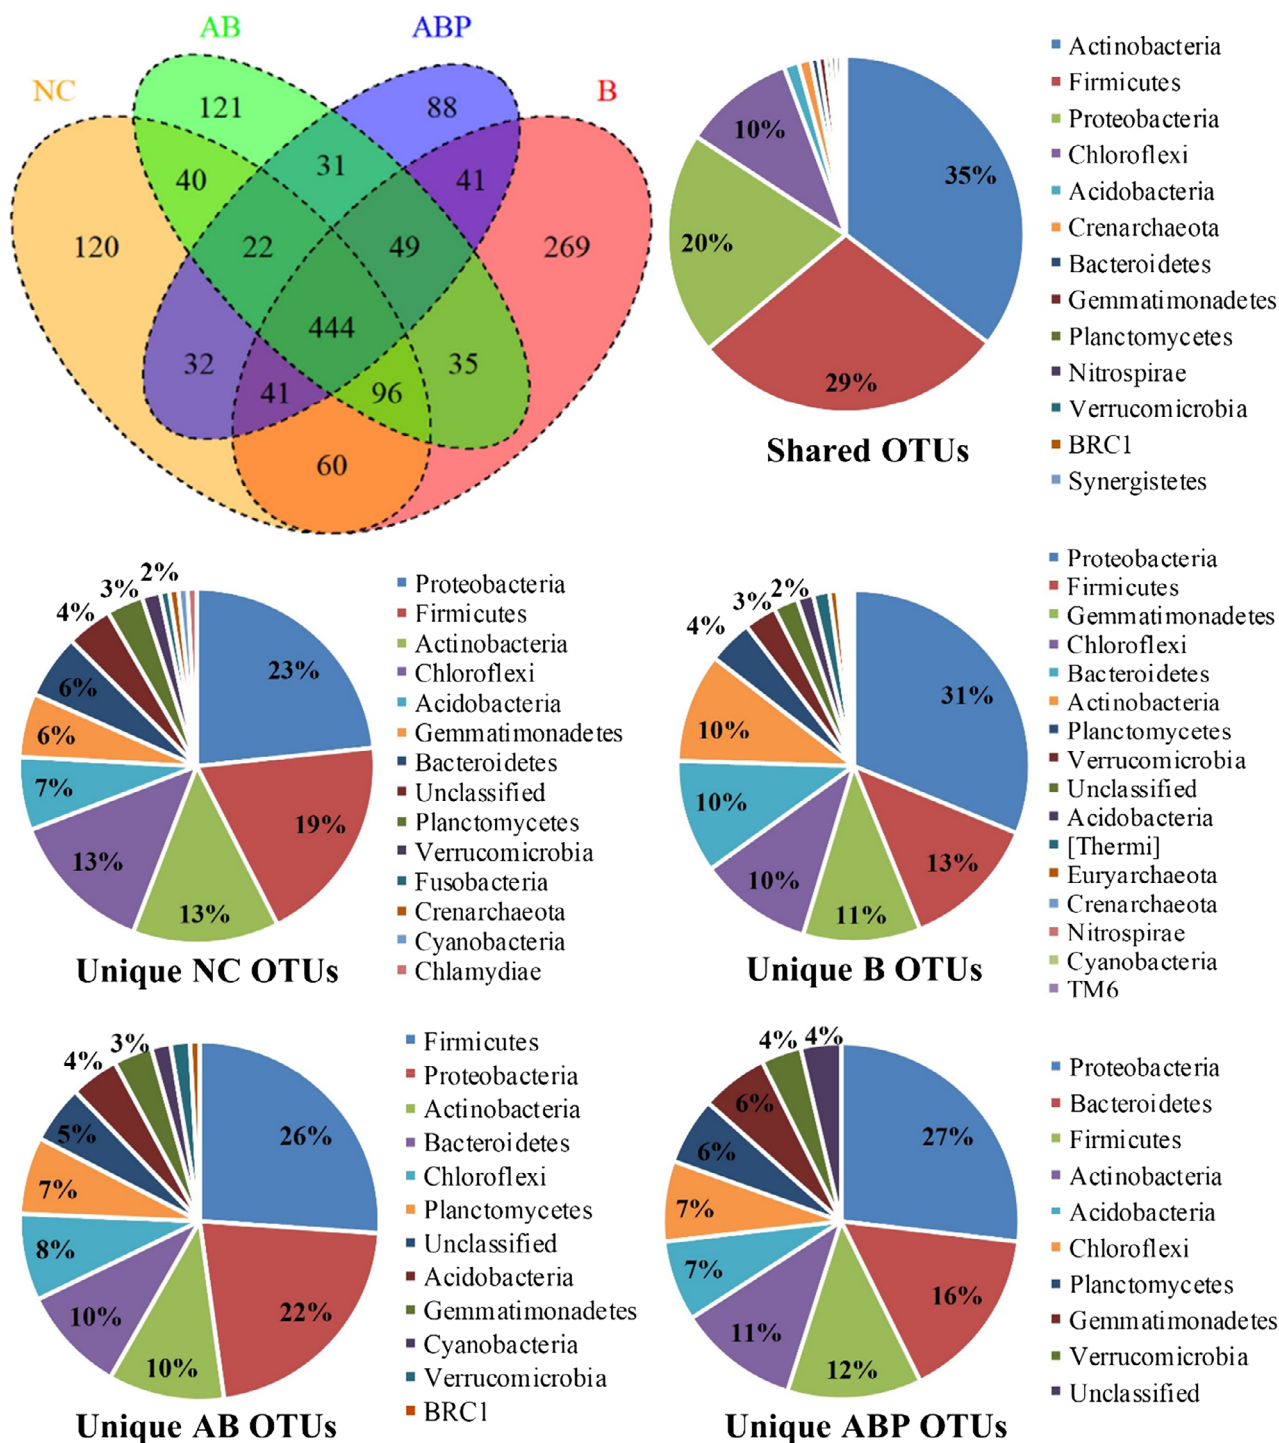 AB
ABP
NC
B
121
88
40
31
41
120
22
49
269
444
32
41
96
35
60
35%
29%
20%
10%
Shared OTUs
Actinobacteria
Firmicutes
Proteobacteria
Chloroflexi
Acidobacteria
Crenarchaeota
Bacteroidetes
Gemmatimonadetes
Planctomycetes
Nitrospirae
Verrucomicrobia
BRC1
Synergistetes
23%
19%
13%
13%
7%
6%
6%
4%
3%
2%
Unique NC OTUs
Proteobacteria
Firmicutes
Actinobacteria
Chloroflexi
Acidobacteria
Gemmatimonadetes
Bacteroidetes
Unclassified
Planctomycetes
Verrucomicrobia
Fusobacteria
Crenarchaeota
Cyanobacteria
Chlamydiae
31%
13%
11%
10%
10%
10%
4%
3%
2%
Unique B OTUs
Proteobacteria
Firmicutes
Gemmatimonadetes
Chloroflexi
Bacteroidetes
Actinobacteria
Planctomycetes
Verrucomicrobia
Unclassified
Acidobacteria
[Thermi]
Euryarchaeota
Crenarchaeota
Nitrospirae
Cyanobacteria
TM6
26%
22%
10%
10%
8%
7%
5%
4%
3%
Unique AB OTUs
Firmicutes
Proteobacteria
Actinobacteria
Bacteroidetes
Chloroflexi
Planctomycetes
Unclassified
Acidobacteria
Gemmatimonadetes
Cyanobacteria
Verrucomicrobia
BRC1
27%
16%
12%
11%
7%
7%
6%
6%
4%
4%
Unique ABP OTUs
Proteobacteria
Bacteroidetes
Firmicutes
Actinobacteria
Acidobacteria
Chloroflexi
Planctomycetes
Gemmatimonadetes
Verrucomicrobia
Unclassified